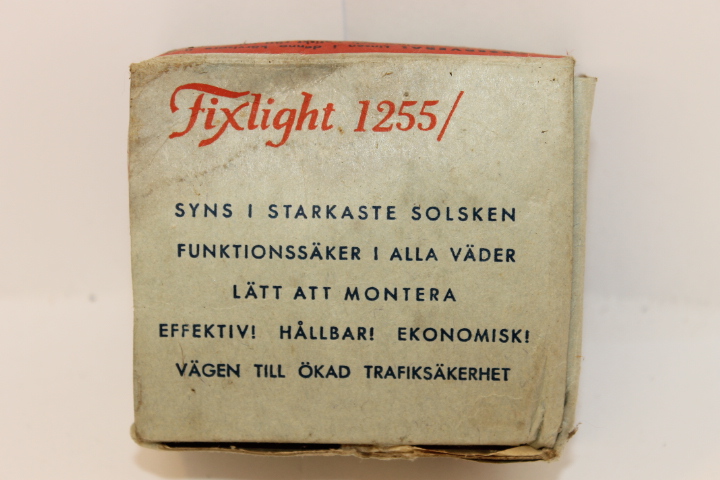 Fixlight 1255/
SYNS I STARKASTE SOLSKEN
FUNKTIONSSÄKER I ALLA VÄDER
LÄTT ATT MONTERA
EFFEKTIV! HÅLLBAR! EKONOMISK!
VÄGEN TILL ÖKAD TRAFIKSÄKERHET